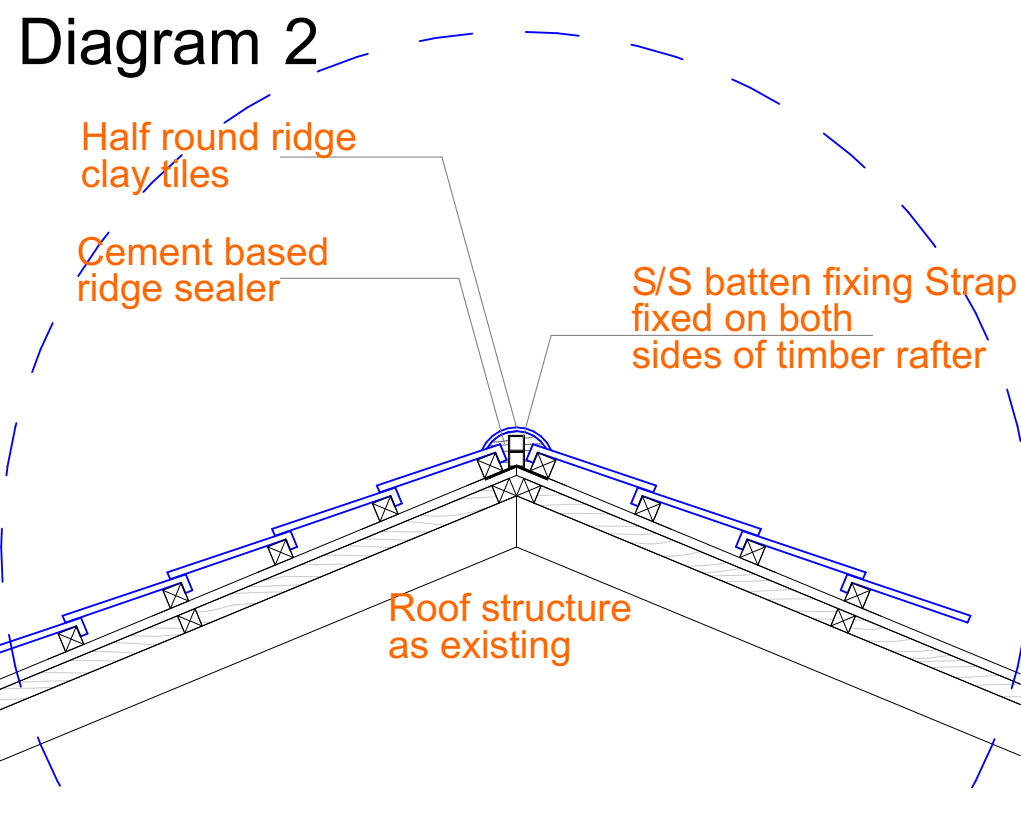 Diagram 2
Half round ridge
clay tiles
Cement based
ridge sealer
S/S batten fixing Strap
fixed on both
sides of timber rafter
Roof structure
as existing